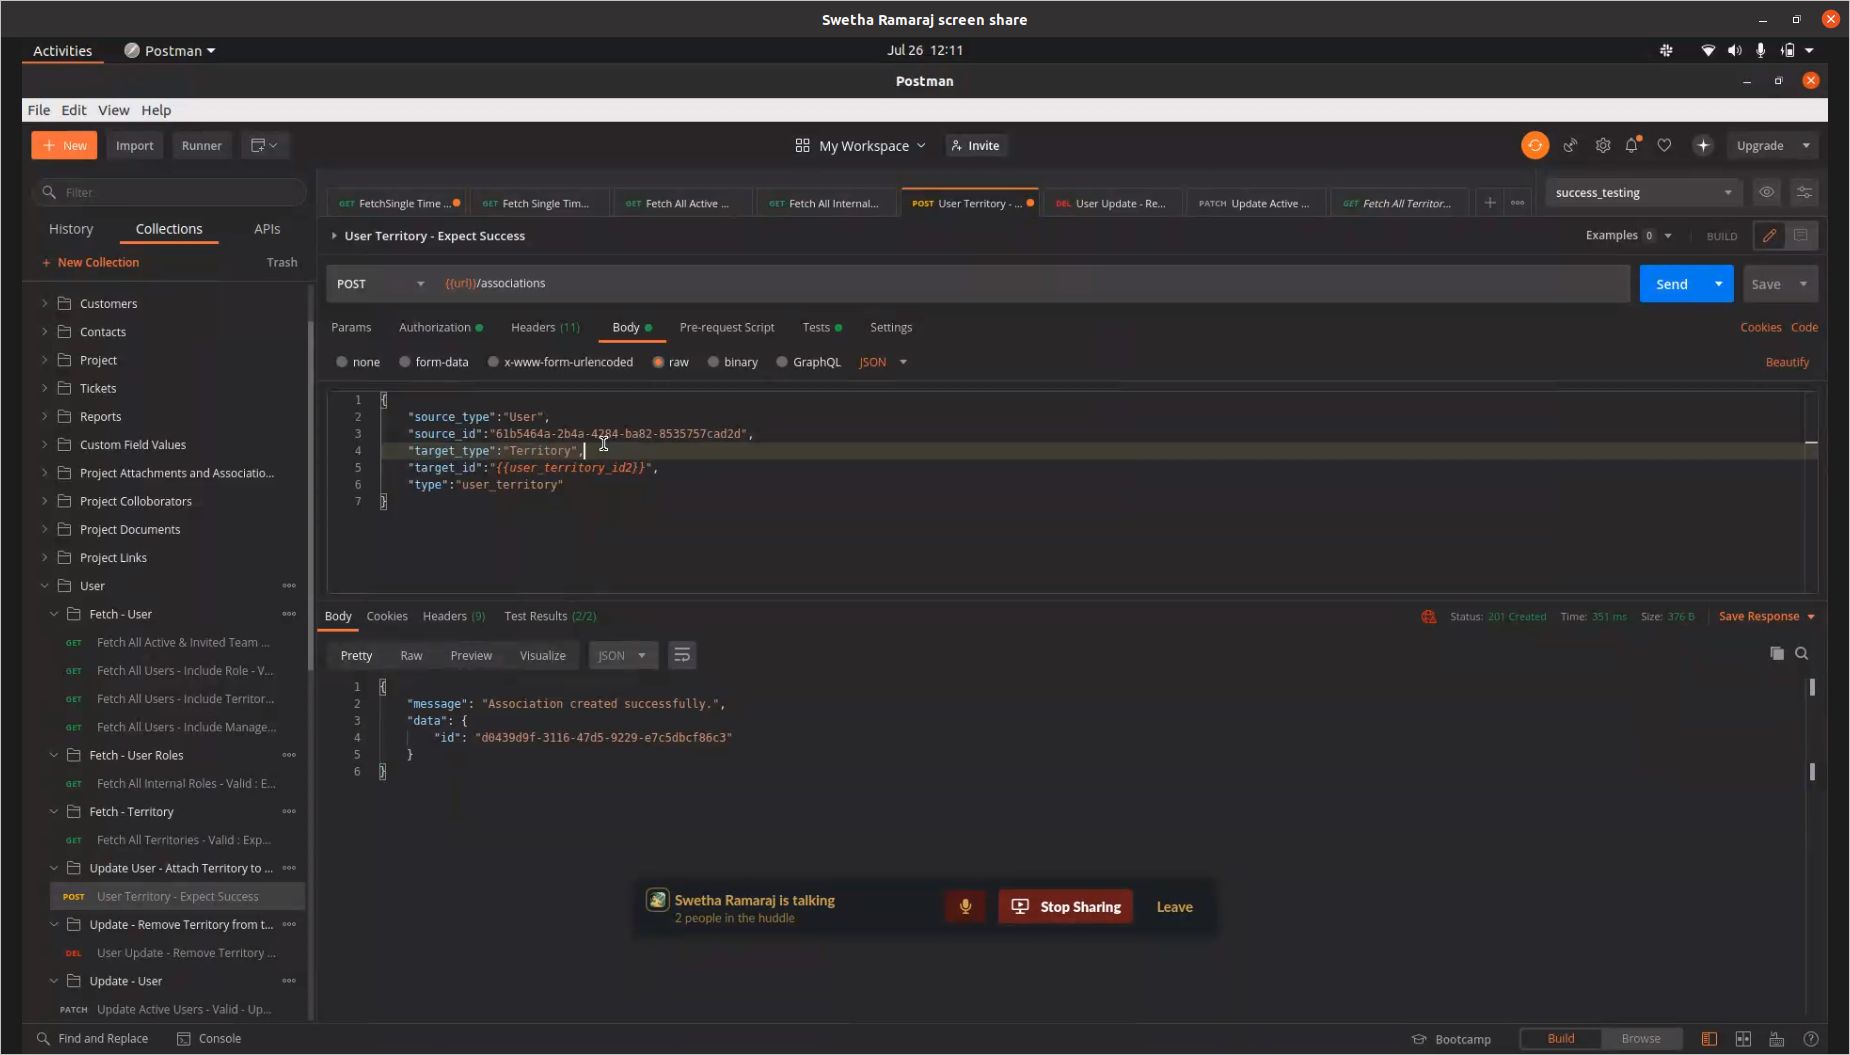 Swetha Ramaraj screen share
Activities Postman Jul 26 12:11
Postman
File Edit View Help
+ New Import Runner My Workspace Invite Upgrade
Filter
History Collections APIs
+ New Collection Trash
Customers
Contacts
Project
Tickets
Reports
Custom Field Values
Project Attachments and Associatio...
Project Colloborators
Project Documents
Project Links
User
Fetch - User
GET Fetch All Active & Invited Team ...
GET Fetch All Users - Include Role - V...
GET Fetch All Users - Include Territor...
GET Fetch All Users - Include Manage...
Fetch - User Roles
GET Fetch All Internal Roles - Valid : E...
Fetch - Territory
GET Fetch All Territories - Valid : Exp...
Update User - Attach Territory to ...
POST User Territory - Expect Success
Update - Remove Territory from t...
DEL User Update - Remove Territory ...
Update - User
PATCH Update Active Users - Valid - Up...
GET FetchSingle Time ... GET Fetch Single Tim... GET Fetch All Active ... GET Fetch All Internal... POST User Territory - ... DEL User Update - Re... PATCH Update Active ... GET Fetch All Territor... success_testing
User Territory - Expect Success Examples 0 BUILD
POST {{url}}/associations Send Save
Params Authorization Headers (11) Body Pre-request Script Tests Settings Cookies Code
none form-data x-www-form-urlencoded raw binary GraphQL JSON Beautify
1 {
2 "source_type":"User",
3 "source_id":"61b5464a-2b4a-4284-ba82-8535757cad2d",
4 "target_type":"Territory",
5 "target_id":"{{user_territory_id2}}",
6 "type":"user_territory"
7 }
Body Cookies Headers (9) Test Results (2/2) Status: 201 Created Time: 351 ms Size: 376 B Save Response
Pretty Raw Preview Visualize JSON
1 {
2 "message": "Association created successfully.",
3 "data": {
4 "id": "d0439d9f-3116-47d5-9229-e7c5dbcf86c3"
5 }
6 }
Swetha Ramaraj is talking
2 people in the huddle
Stop Sharing Leave
Find and Replace Console Bootcamp Build Browse